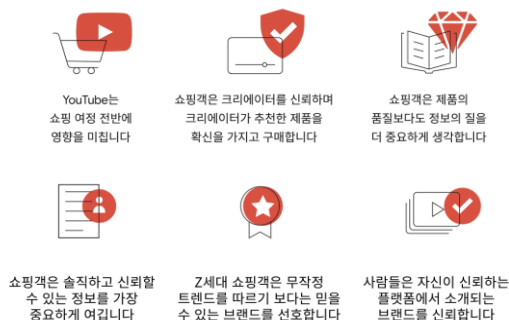 YouTube는
쇼핑 여정 전반에
영향을 미칩니다
쇼핑객은 크리에이터를 신뢰하며
크리에이터가 추천한 제품을
확신을 가지고 구매합니다
쇼핑객은 제품의
품질보다도 정보의 질을
더 중요하게 생각합니다
쇼핑객은 솔직하고 신뢰할
수 있는 정보를 가장
중요하게 여깁니다
Z세대 쇼핑객은 무작정
트렌드를 따르기 보다는 믿을
수 있는 브랜드를 선호합니다
사람들은 자신이 신뢰하는
플랫폼에서 소개되는
브랜드를 신뢰합니다